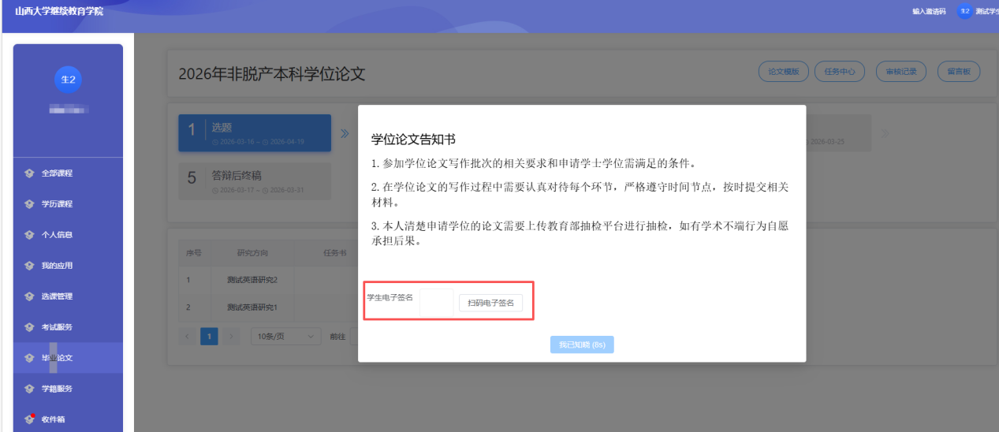 山西大学继续教育学院
输入邀请码 生2 测试学生
生2
全部课程
学历课程
个人信息
我的应用
选课管理
考试服务
毕业论文
学籍服务
收件箱
2026年非脱产本科学位论文
论文模版 任务中心 审核记录 留言板
1 选题
2026-03-16 ~ 2026-04-19
2026-03-25
5 答辩后终稿
2026-03-17 ~ 2026-03-31
序号 研究方向 任务书
1 测试英语研究2
2 测试英语研究1
1 10条/页 前往
学位论文告知书
1.参加学位论文写作批次的相关要求和申请学士学位需满足的条件。
2.在学位论文的写作过程中需要认真对待每个环节，严格遵守时间节点，按时提交相关
材料。
3.本人清楚申请学位的论文需要上传教育部抽检平台进行抽检，如有学术不端行为自愿
承担后果。
学生电子签名 扫码电子签名
我已知晓 (8s)